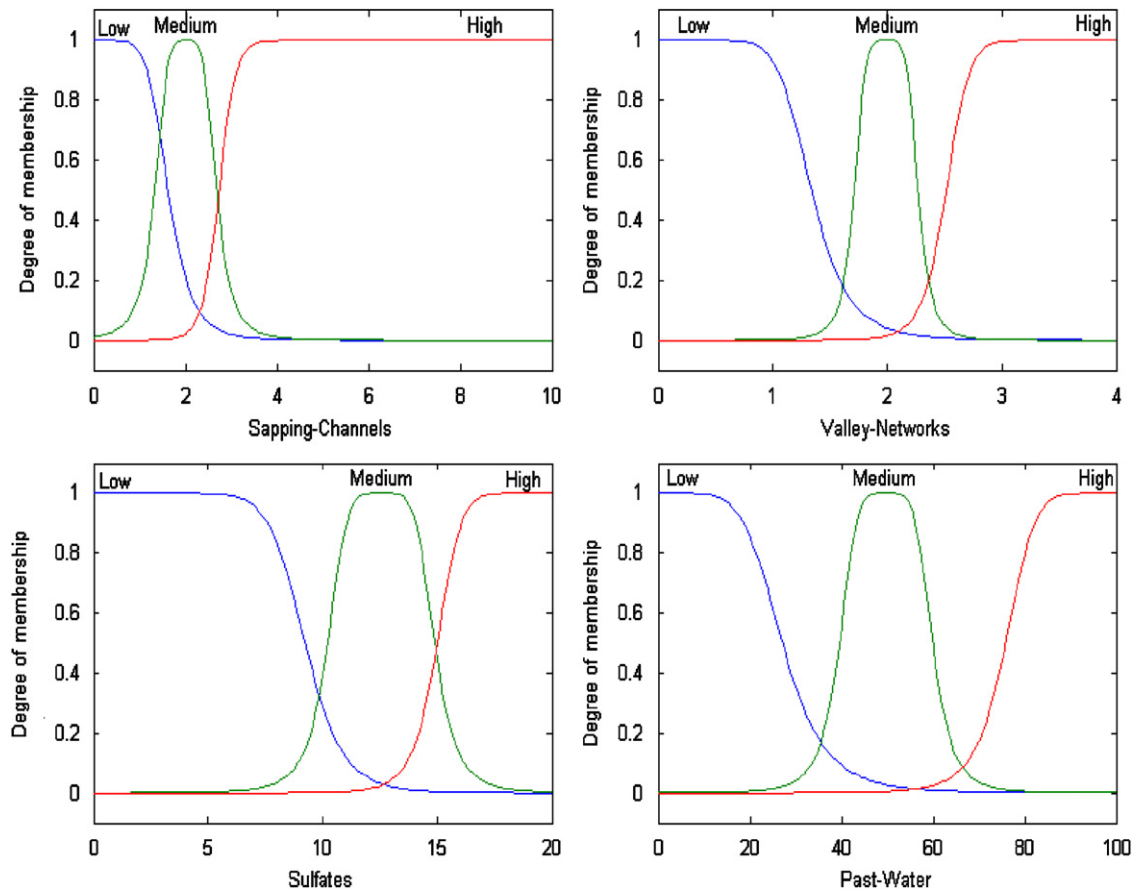 Low Medium High
1
0.8
0.6
0.4
0.2
0
Degree of membership
0 2 4 6 8 10
Sapping-Channels
Low Medium High
1
0.8
0.6
0.4
0.2
0
Degree of membership
0 1 2 3 4
Valley-Networks
Low Medium High
1
0.8
0.6
0.4
0.2
0
Degree of membership
0 5 10 15 20
Sulfates
Low Medium High
1
0.8
0.6
0.4
0.2
0
Degree of membership
0 20 40 60 80 100
Past-Water